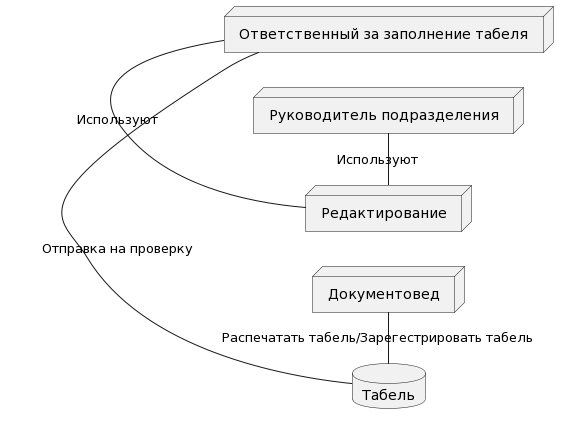 Ответственный за заполнение табеля
Руководитель подразделения
Используют
Используют
Редактирование
Отправка на проверку
Документовед
Распечатать табель/Зарегестрировать табель
Табель